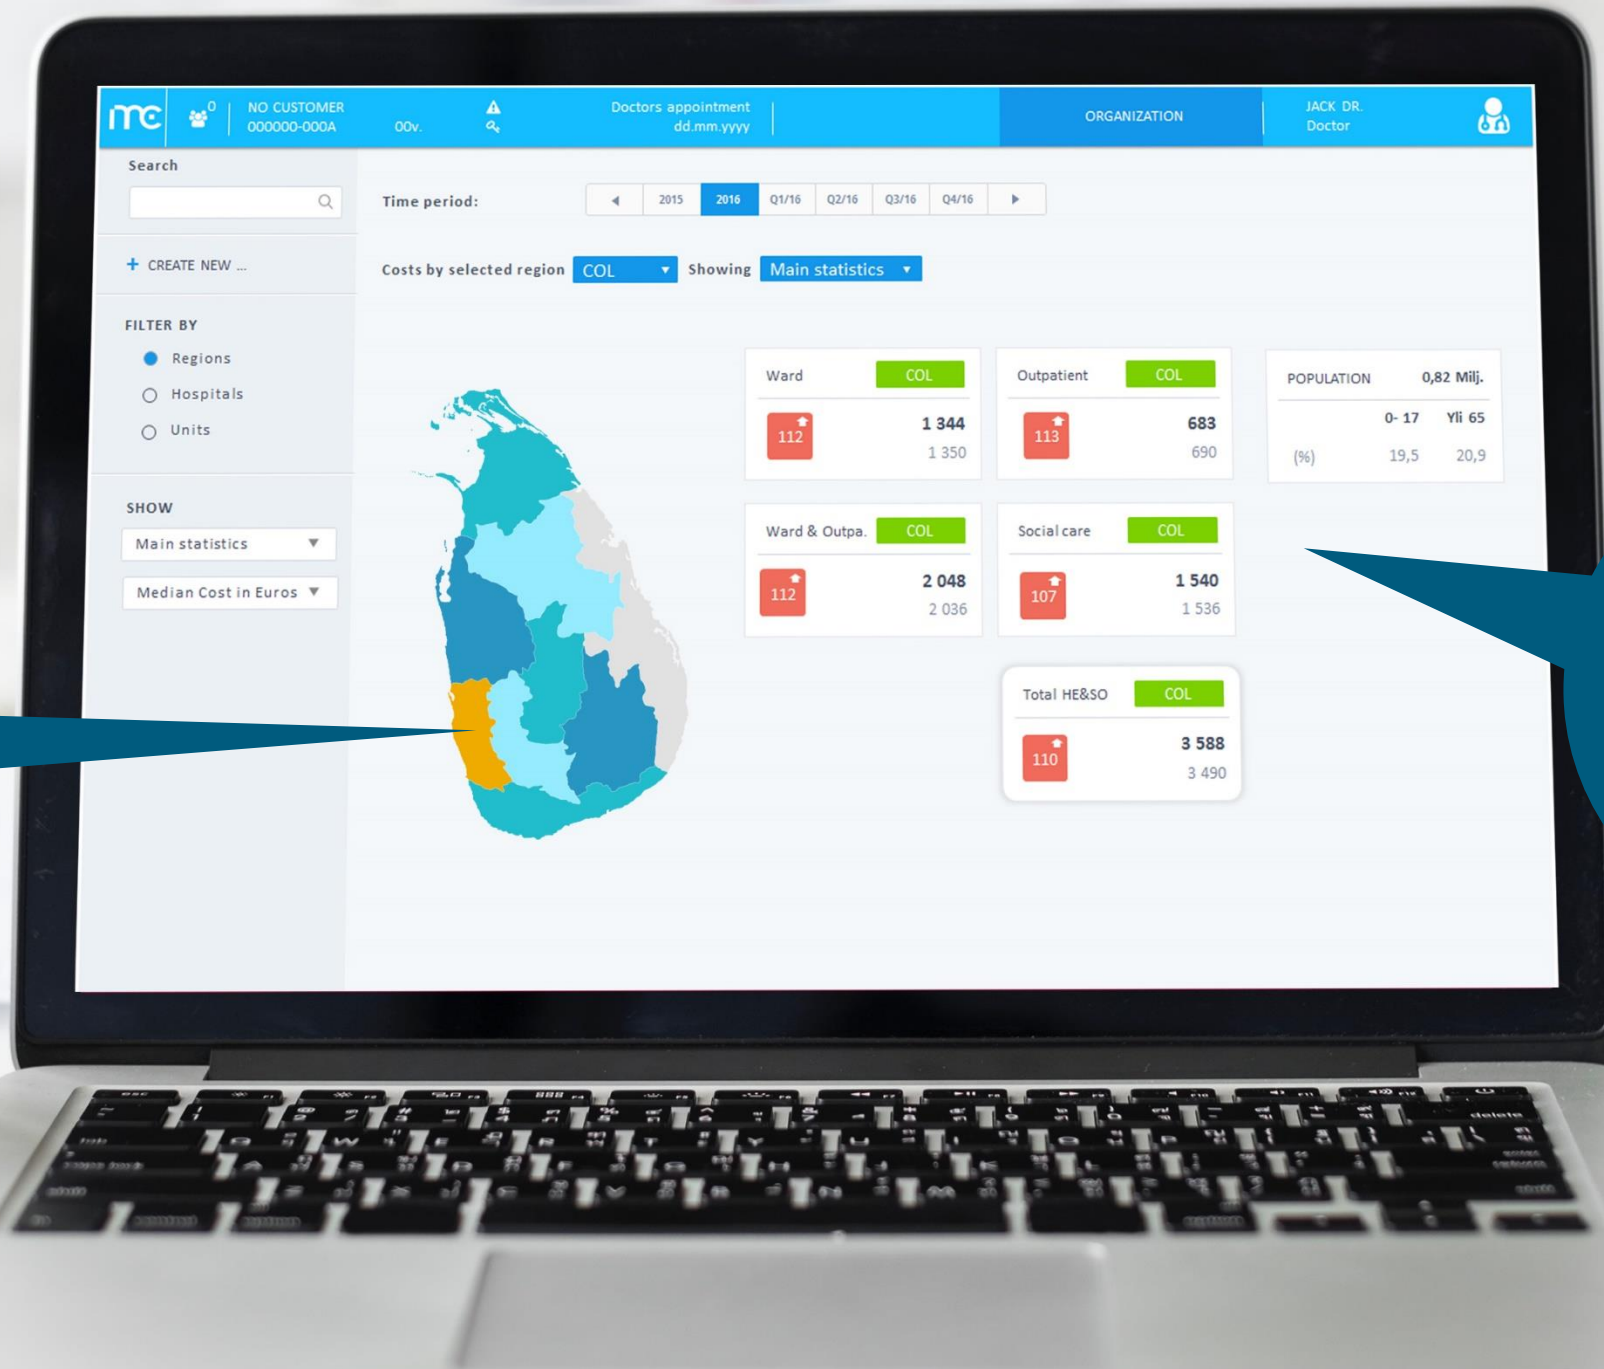 mc
0
NO CUSTOMER
000000-000A
00v.
Doctors appointment
dd.mm.yyyy
ORGANIZATION
JACK DR.
Doctor
Search
Time period:
2015 2016 Q1/16 Q2/16 Q3/16 Q4/16
+ CREATE NEW ...
Costs by selected region COL Showing Main statistics
FILTER BY
Regions
Hospitals
Units
SHOW
Main statistics
Median Cost in Euros
Ward COL
112 1 344
1 350
Outpatient COL
113 683
690
POPULATION 0,82 Milj.
0- 17 Yli 65
(%) 19,5 20,9
Ward & Outpa. COL
112 2 048
2 036
Social care COL
107 1 540
1 536
Total HE&SO COL
110 3 588
3 490
delete